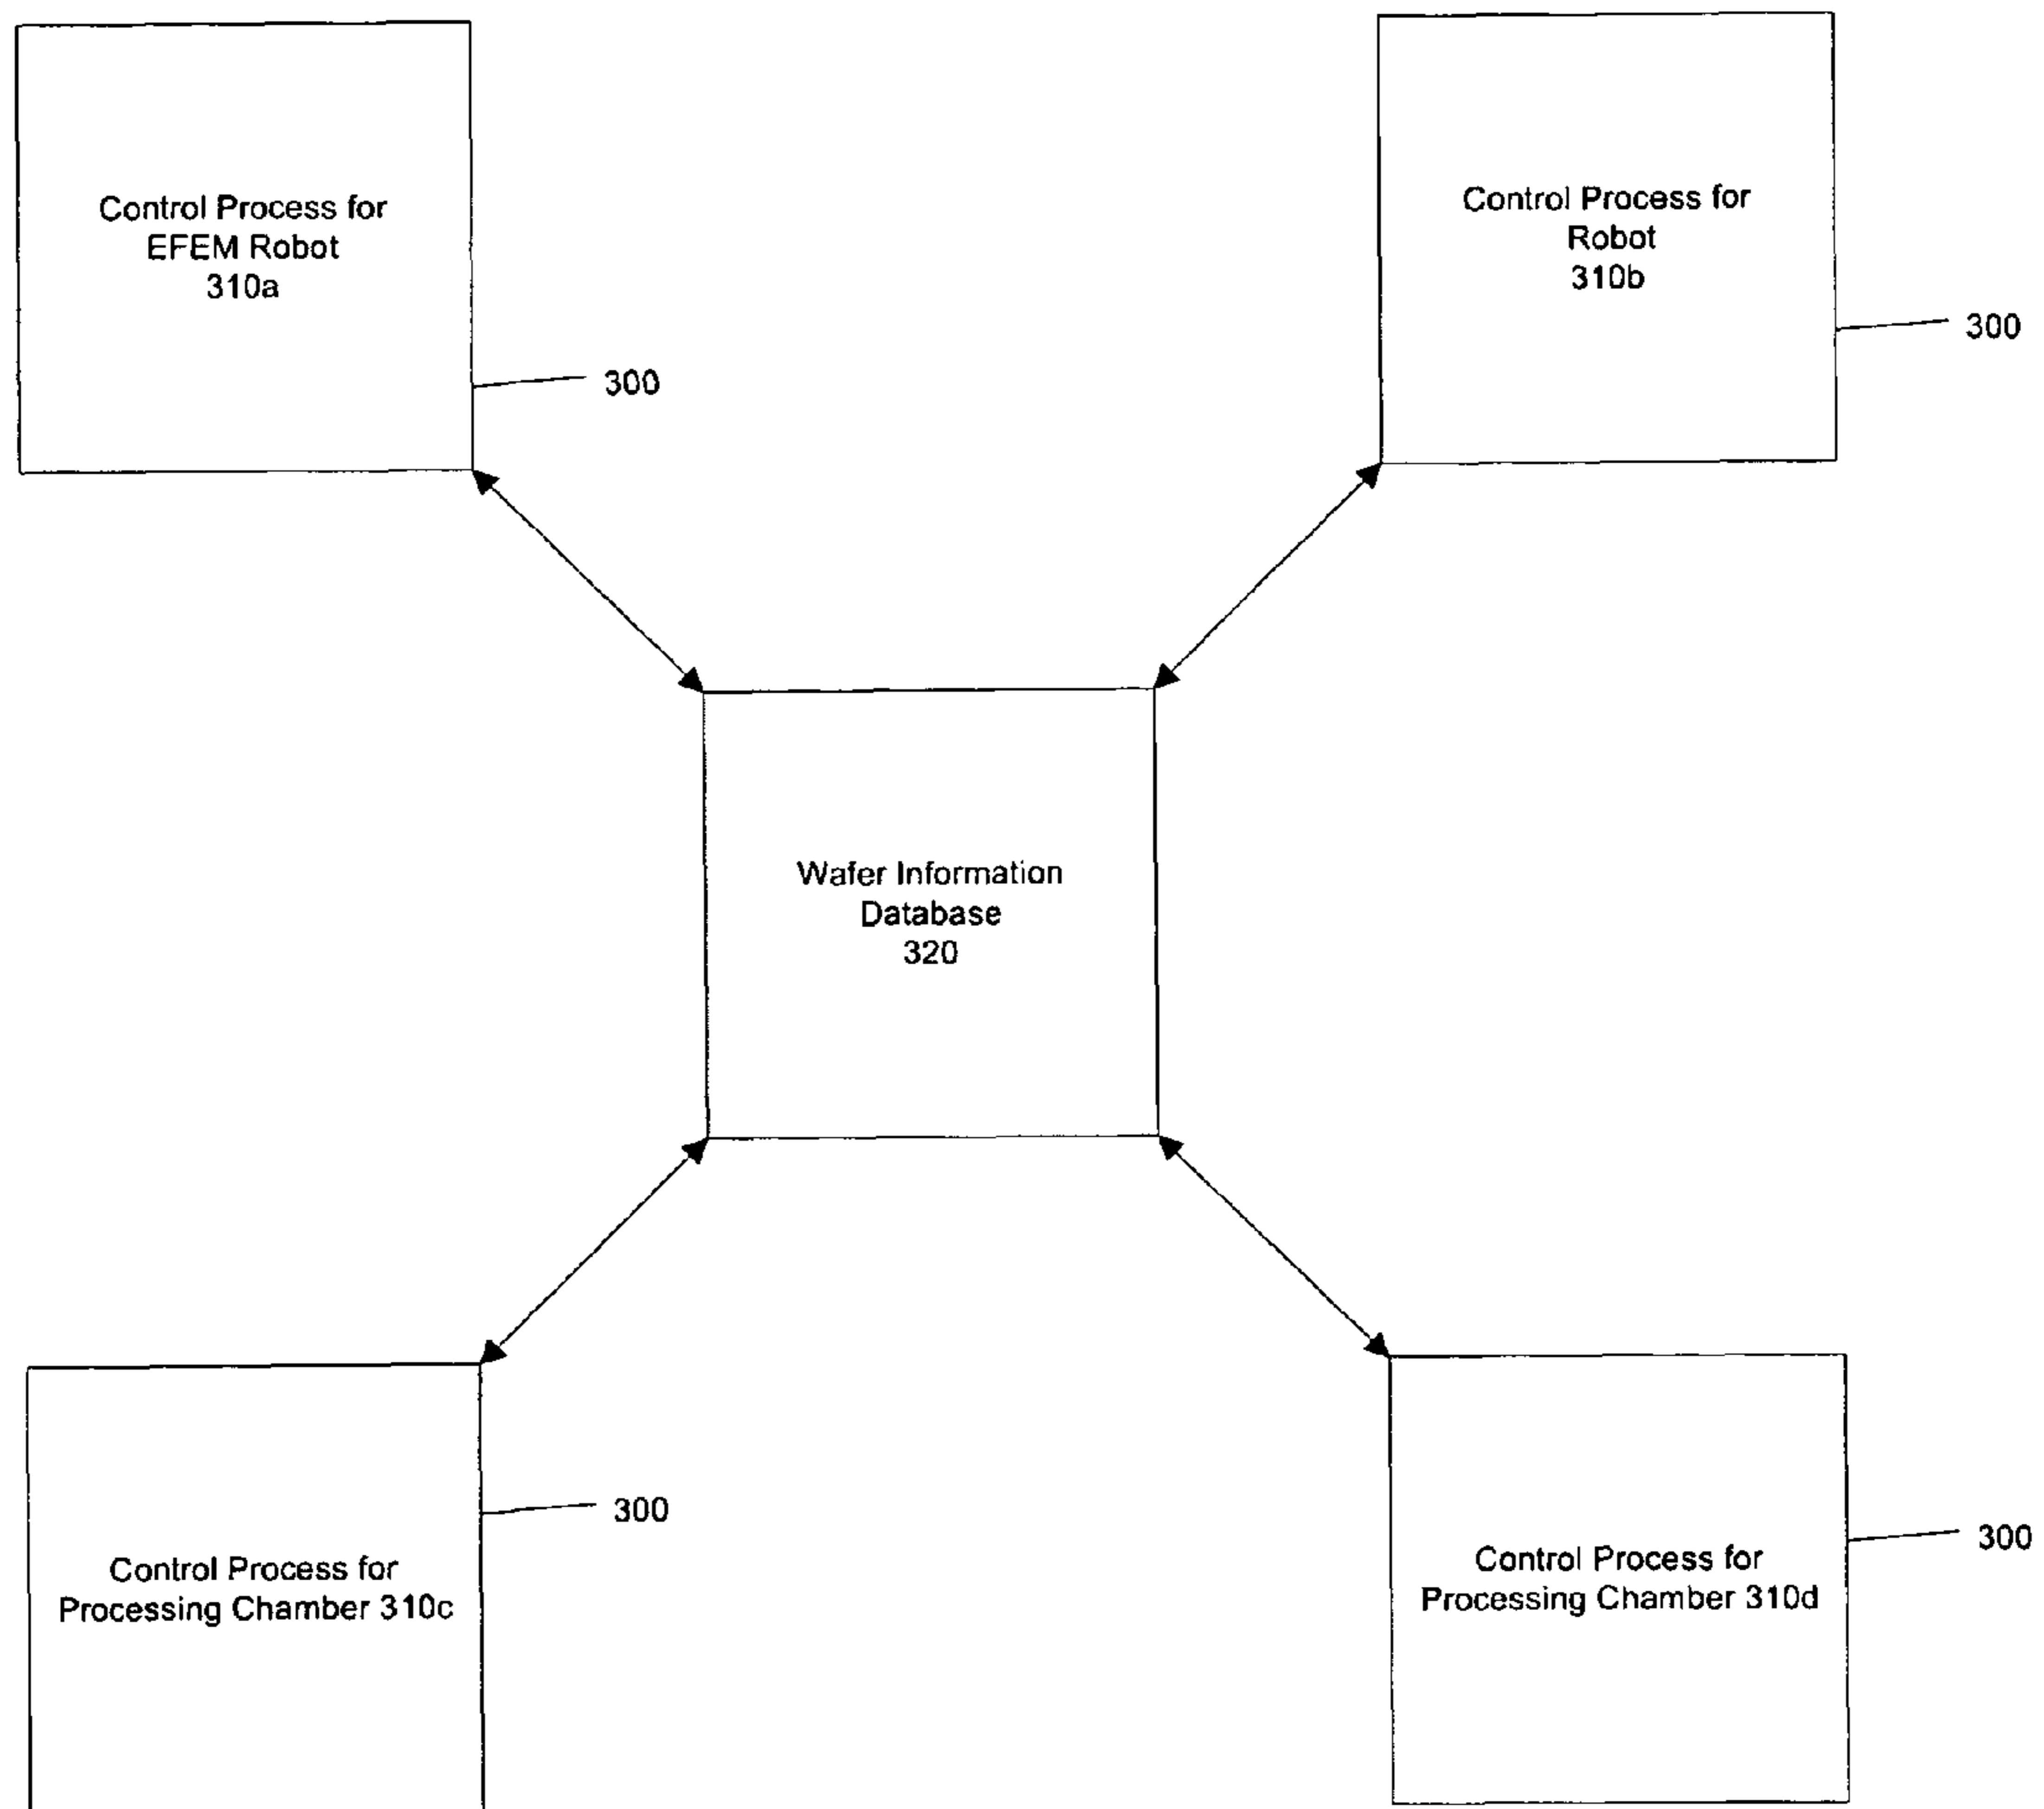 Control Process for
EFEM Robot
310a
300
Control Process for
Robot
310b
300
Wafer Information
Database
320
Control Process for
Processing Chamber 310c
300
Control Process for
Processing Chamber 310d
300